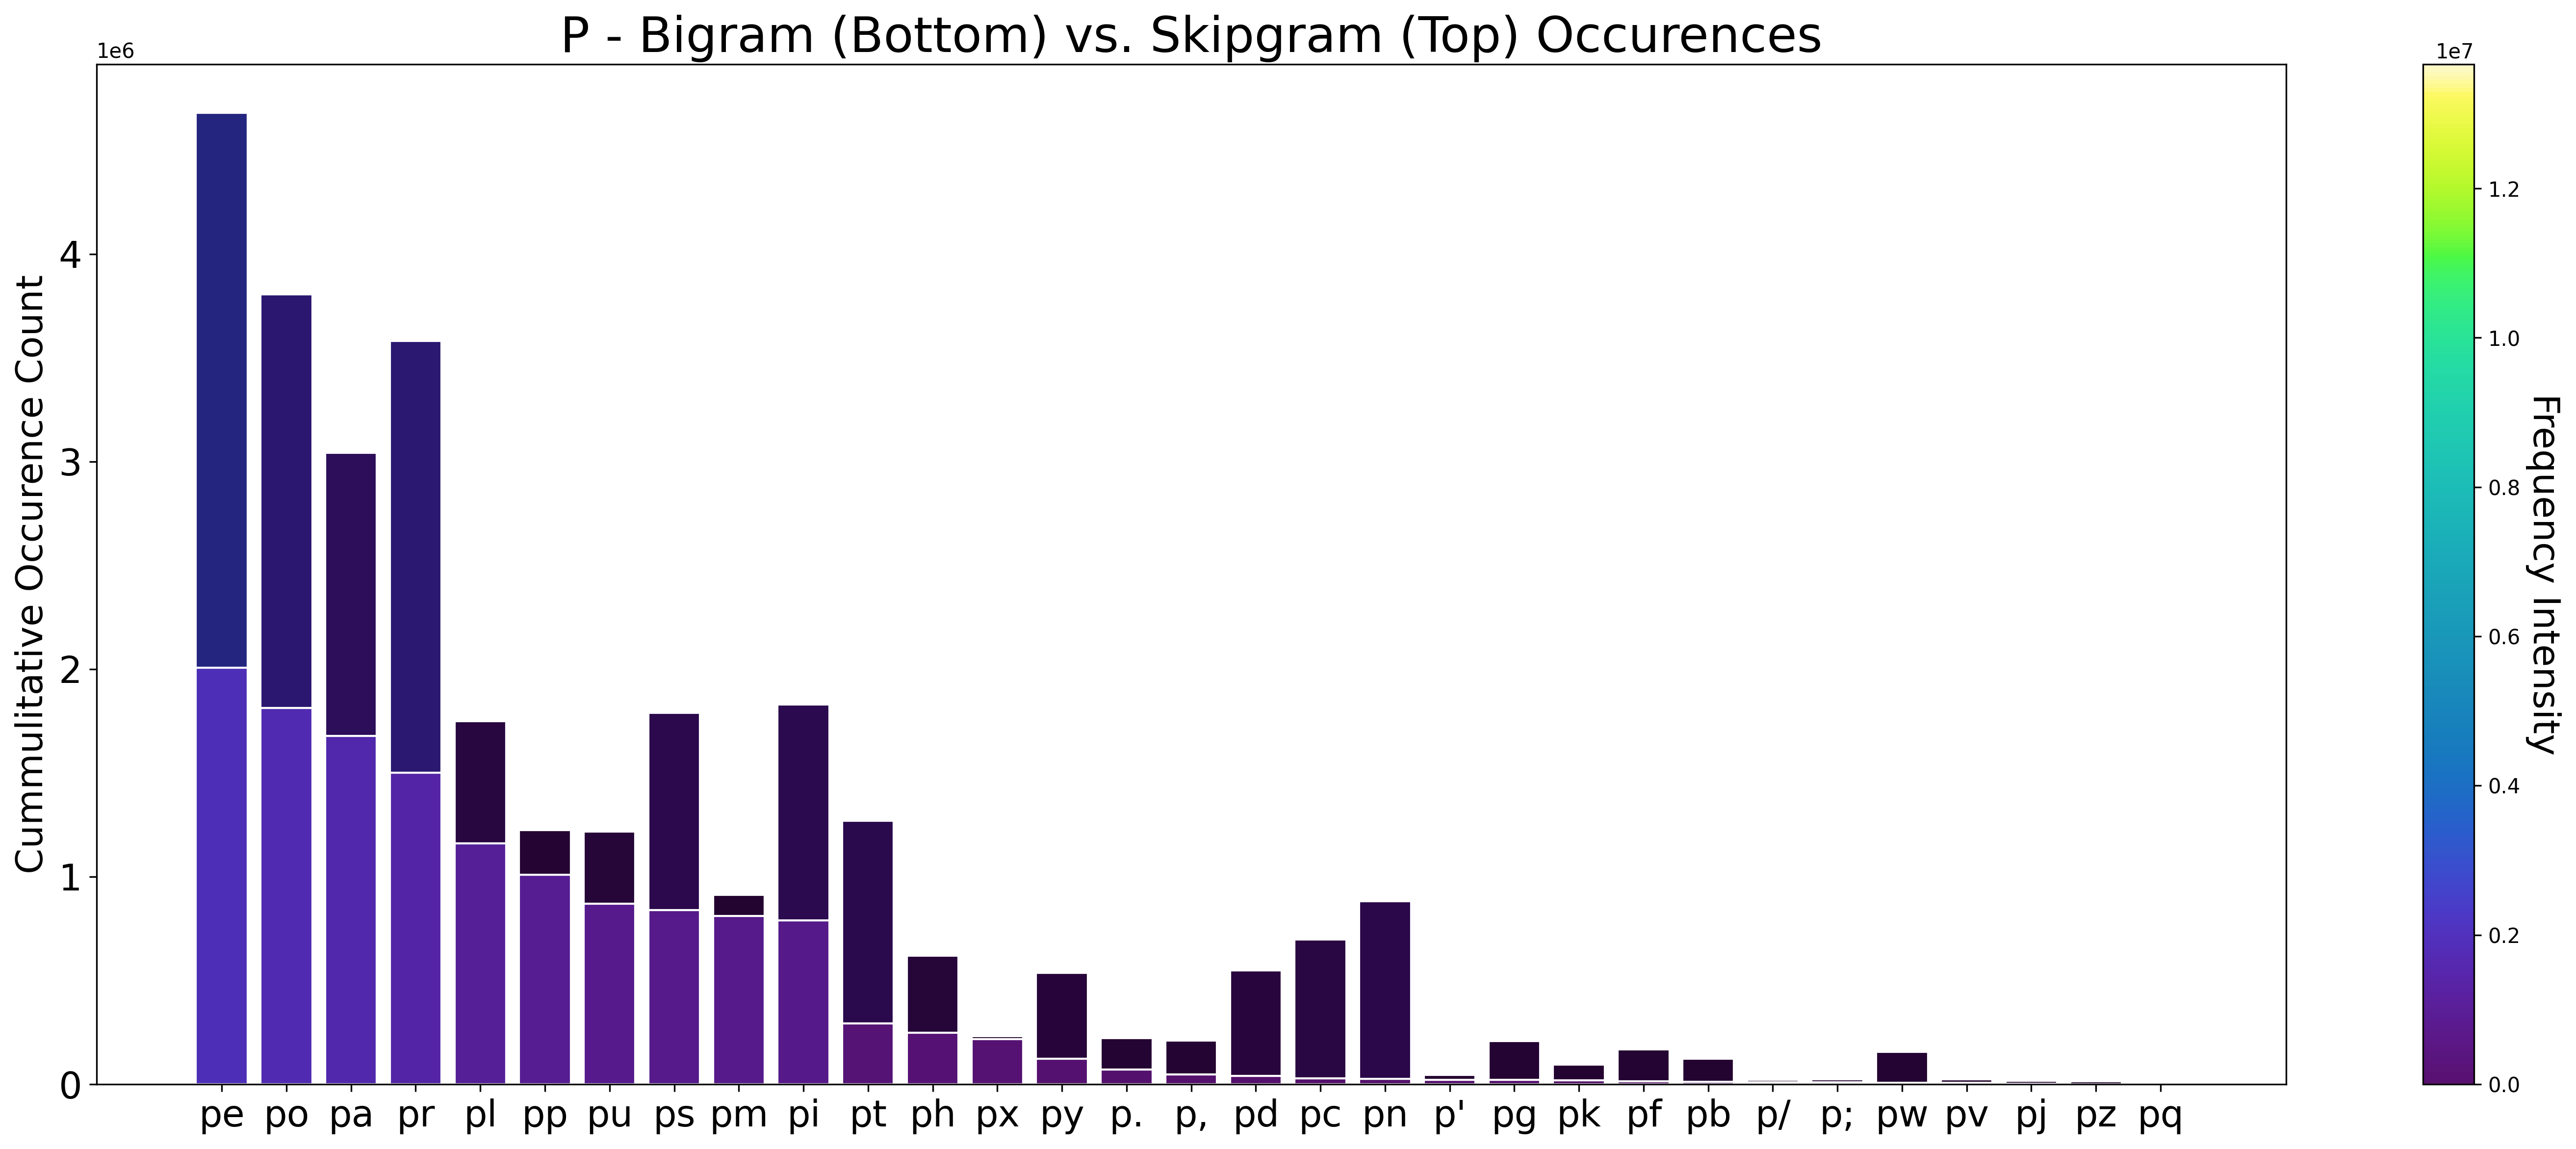 P - Bigram (Bottom) vs. Skipgram (Top) Occurences
1e6
1e7
Cummulitative Occurence Count
4
3
2
1
0
pe po pa pr pl pp pu ps pm pi pt ph px py p. p, pd pc pn p' pg pk pf pb p/ p; pw pv pj pz pq
1.2
1.0
0.8
0.6
0.4
0.2
0.0
Frequency Intensity